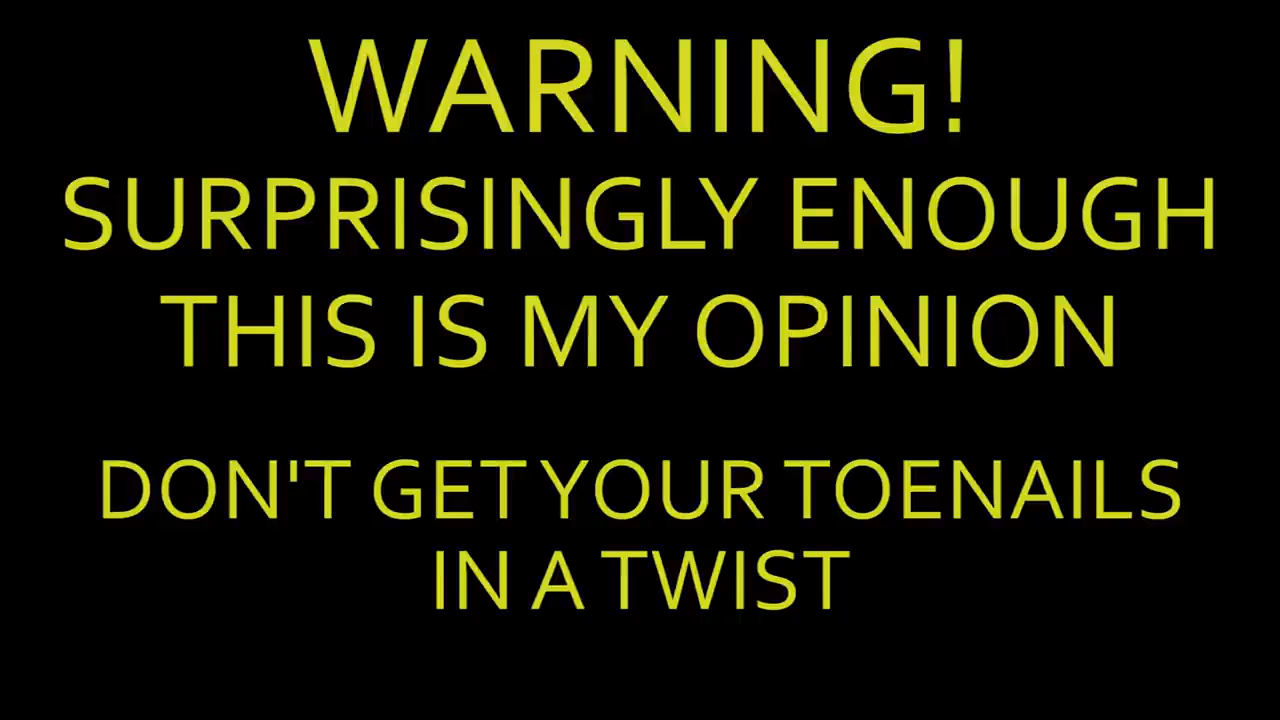 WARNING!
SURPRISINGLY ENOUGH
THIS IS MY OPINION
DON'T GET YOUR TOENAILS
IN A TWIST